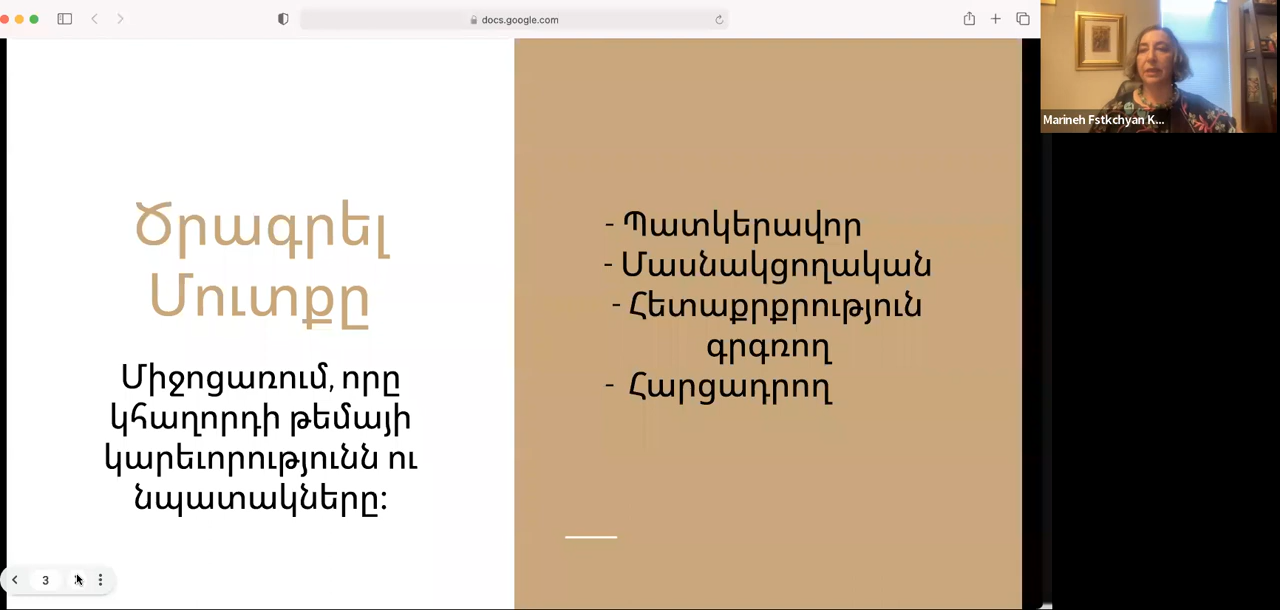 docs.google.com
Marineh Fstkchyan K...
Ծրագրել
Մուտքը
Միջոցառում, որը
կհաղորդի թեմայի
կարեւորությունն ու
նպատակները:
- Պատկերավոր
- Մասնակցողական
- Հետաքրքրություն
գրգռող
- Հարցադրող
3